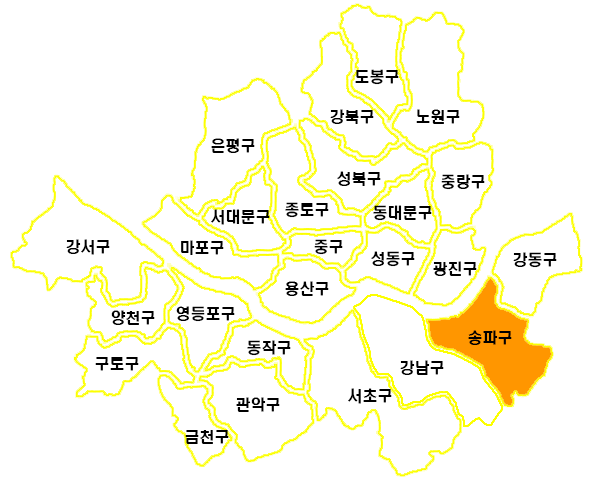 도봉구
강북구
노원구
은평구
성북구
중랑구
서대문구
종로구
동대문구
강서구
마포구
중구
성동구
광진구
강동구
용산구
양천구
영등포구
송파구
동작구
구토구
강남구
서초구
관악구
금천구